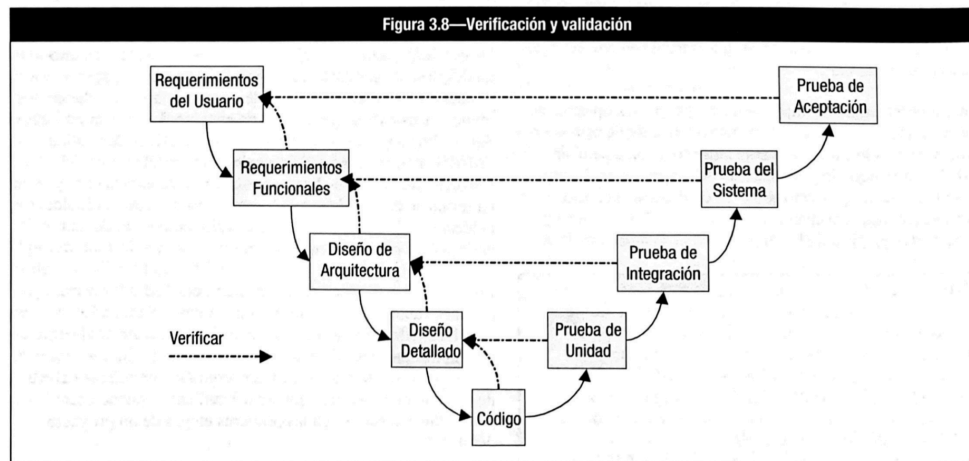 Figura 3.8—Verificación y validación
Requerimientos
del Usuario
Prueba de
Aceptación
Requerimientos
Funcionales
Prueba del
Sistema
Diseño de
Arquitectura
Prueba de
Integración
Verificar
Diseño
Detallado
Prueba de
Unidad
Código